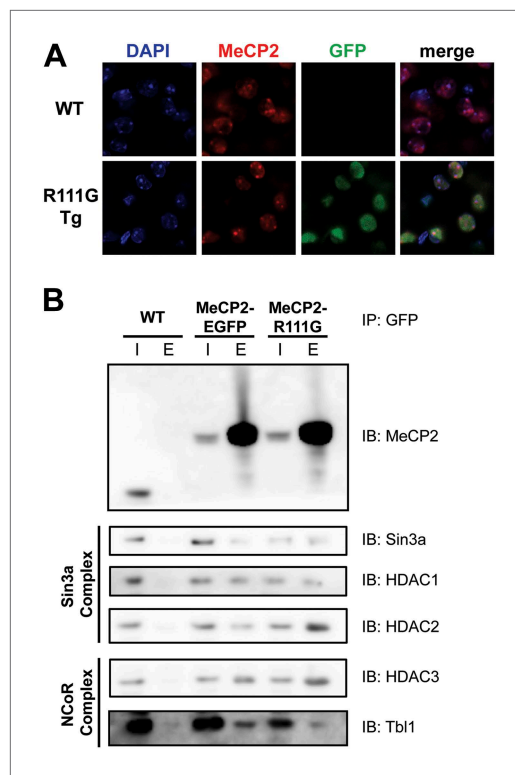 A
DAPI MeCP2 GFP merge
WT
R111G
Tg
B
WT
MeCP2-
EGFP
MeCP2-
R111G
IP: GFP
I E I E I E
IB: MeCP2
Sin3a
Complex
IB: Sin3a
IB: HDAC1
IB: HDAC2
NCoR
Complex
IB: HDAC3
IB: Tbl1